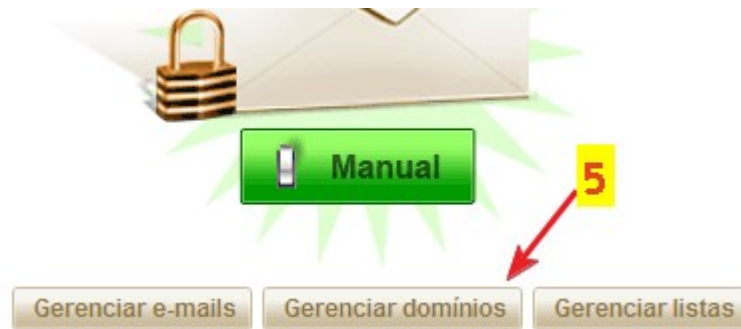 Manual
5
Gerenciar e-mails
Gerenciar domínios
Gerenciar listas